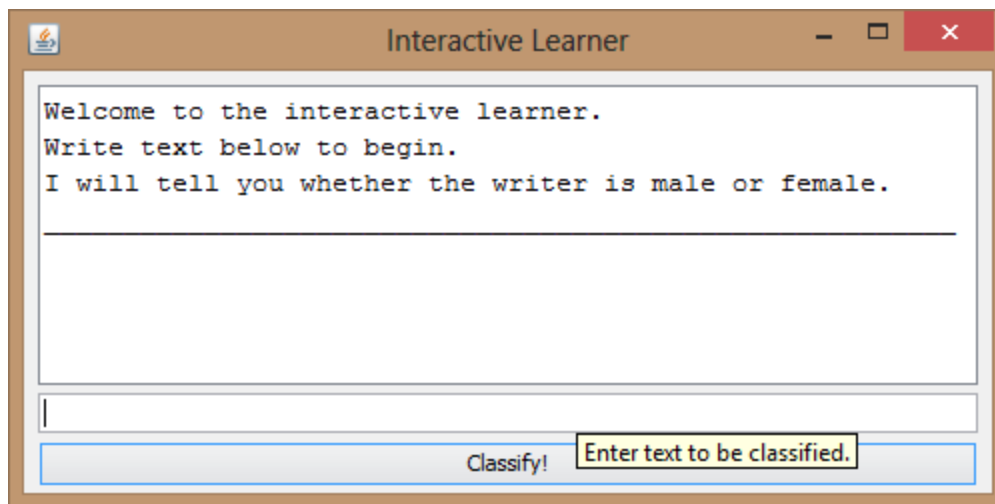 Interactive Learner
Welcome to the interactive learner.
Write text below to begin.
I will tell you whether the writer is male or female.
Enter text to be classified.
Classify!